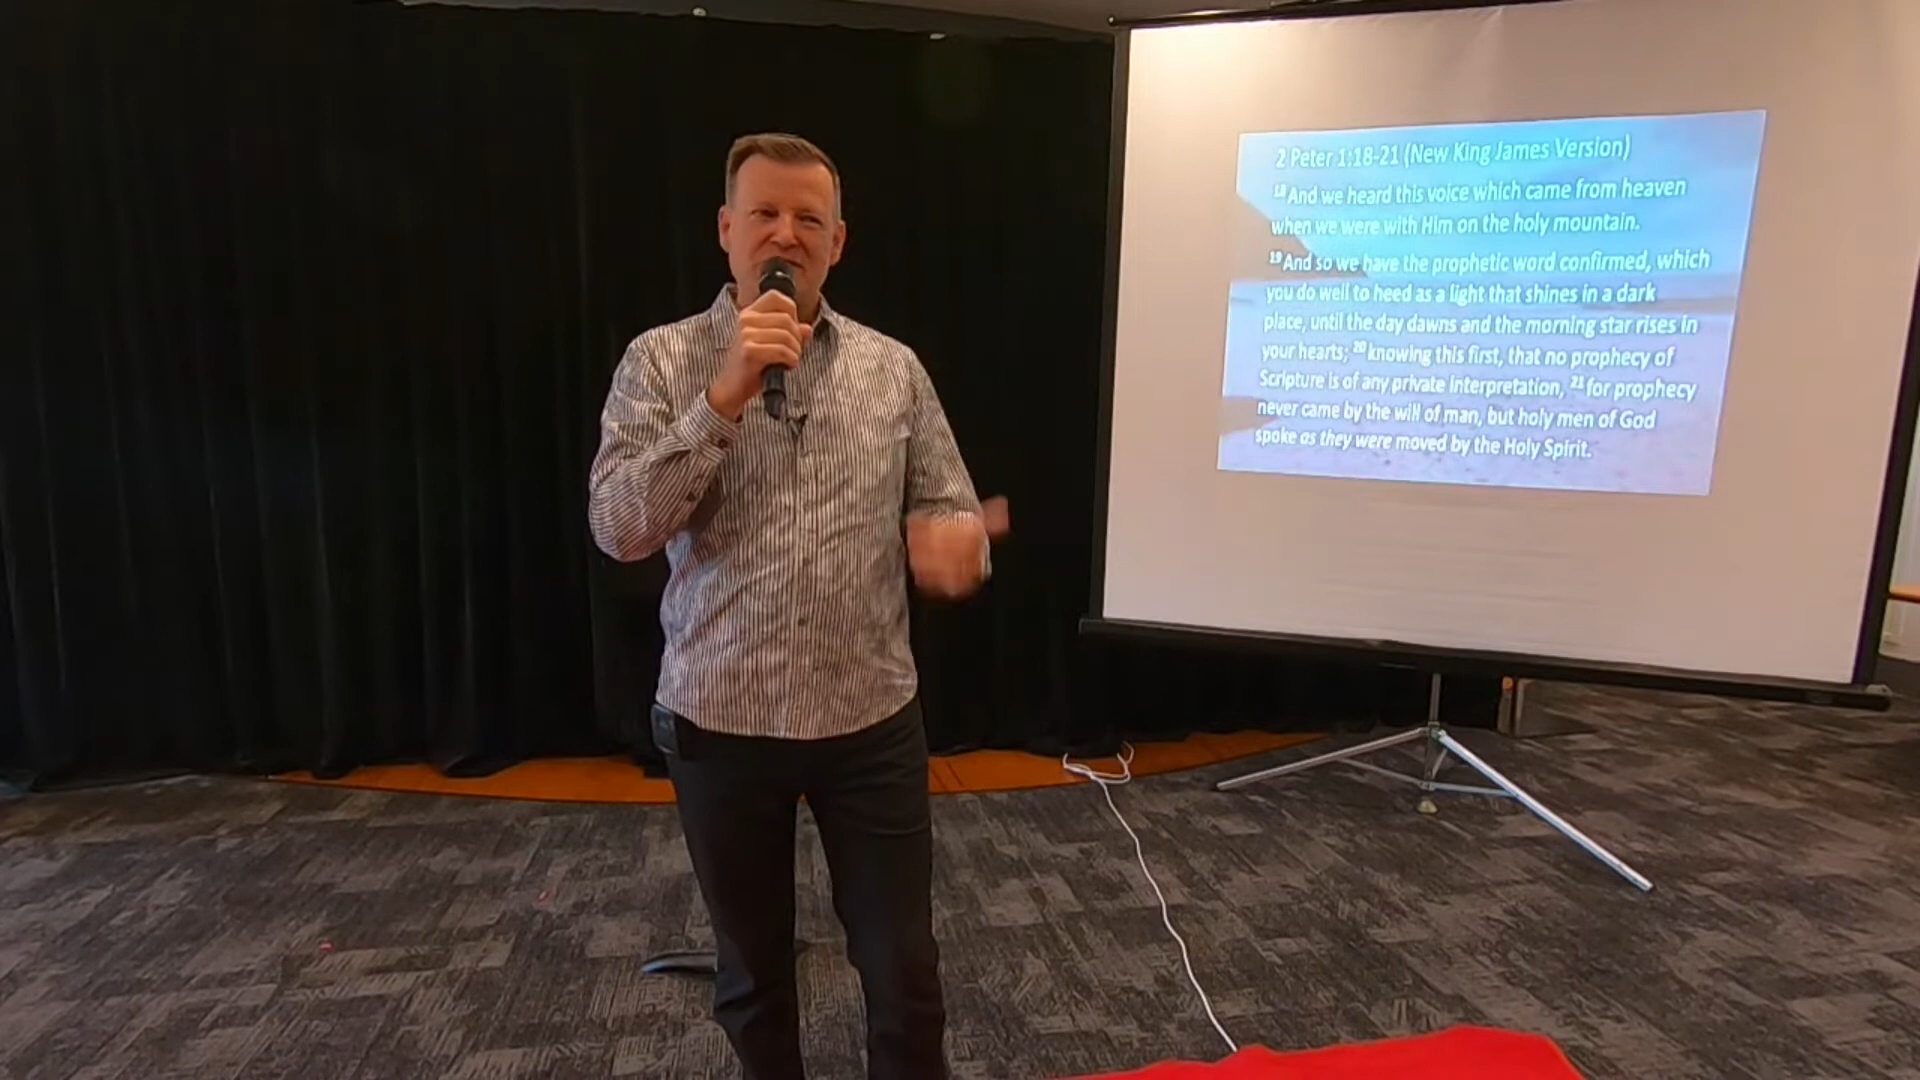 2 Peter 1:18-21 (New King James Version)
18 And we heard this voice which came from heaven
when we were with Him on the holy mountain.
19 And so we have the prophetic word confirmed, which
you do well to heed as a light that shines in a dark
place, until the day dawns and the morning star rises in
your hearts; 20 knowing this first, that no prophecy of
Scripture is of any private interpretation, 21 for prophecy
never came by the will of man, but holy men of God
spoke as they were moved by the Holy Spirit.